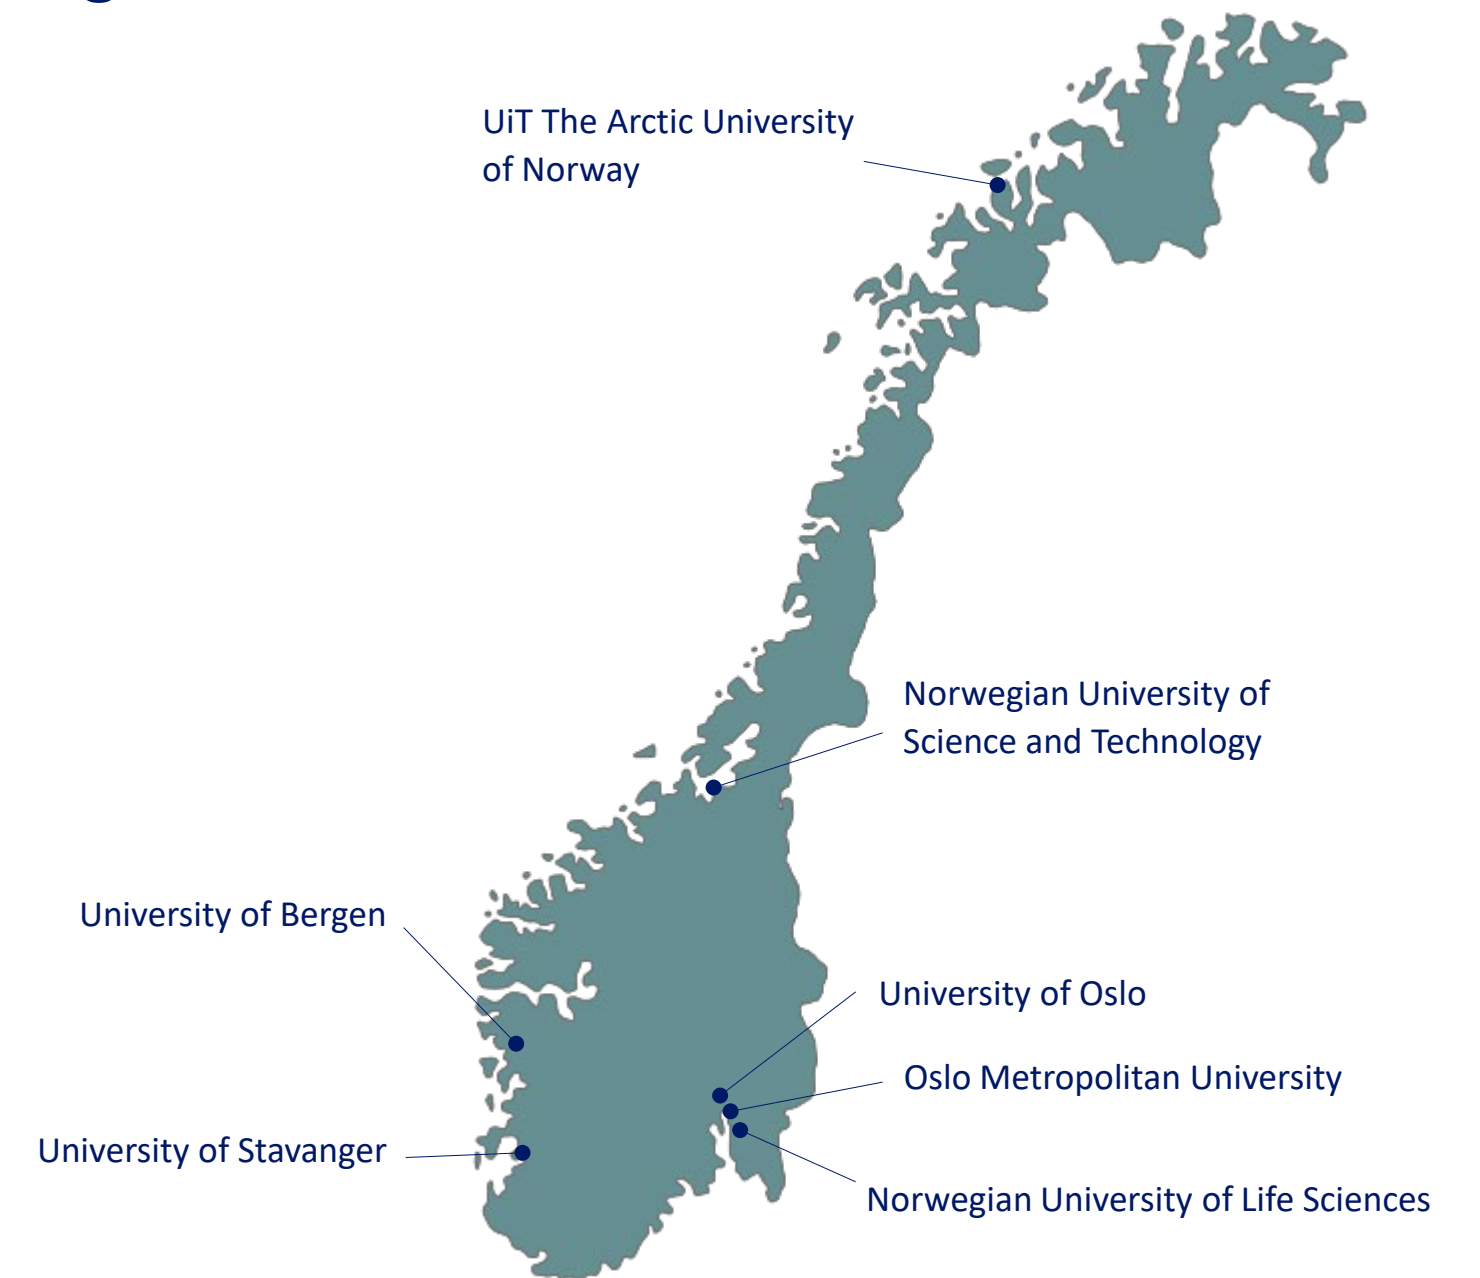 UiT The Arctic University
of Norway
Norwegian University of
Science and Technology
University of Bergen
University of Oslo
Oslo Metropolitan University
University of Stavanger
Norwegian University of Life Sciences